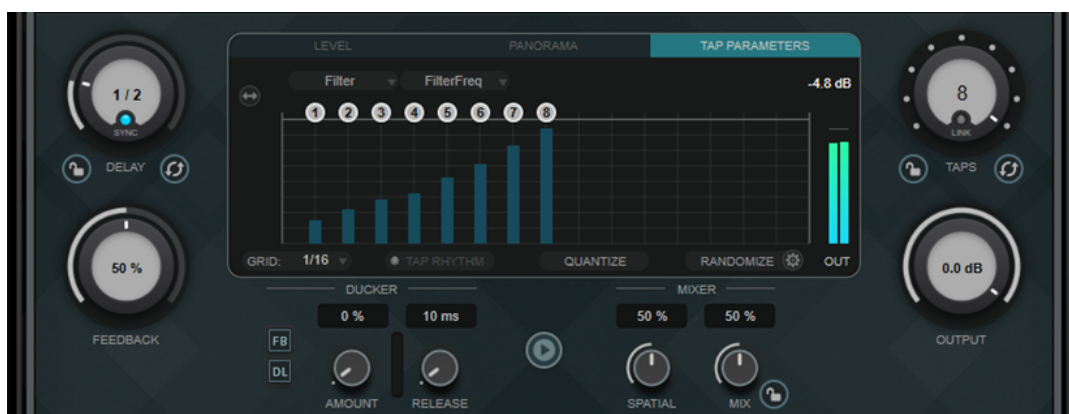 LEVEL PANORAMA TAP PARAMETERS
Filter FilterFreq -4.8 dB
1/2
SYNC
8
LINK
1 2 3 4 5 6 7 8
DELAY
TAPS
GRID: 1/16 TAP RHYTHM QUANTIZE RANDOMIZE OUT
50 %
0.0 dB
DUCKER MIXER
0 % 10 ms 50 % 50 %
FEEDBACK
OUTPUT
FB
DL
AMOUNT RELEASE SPATIAL MIX